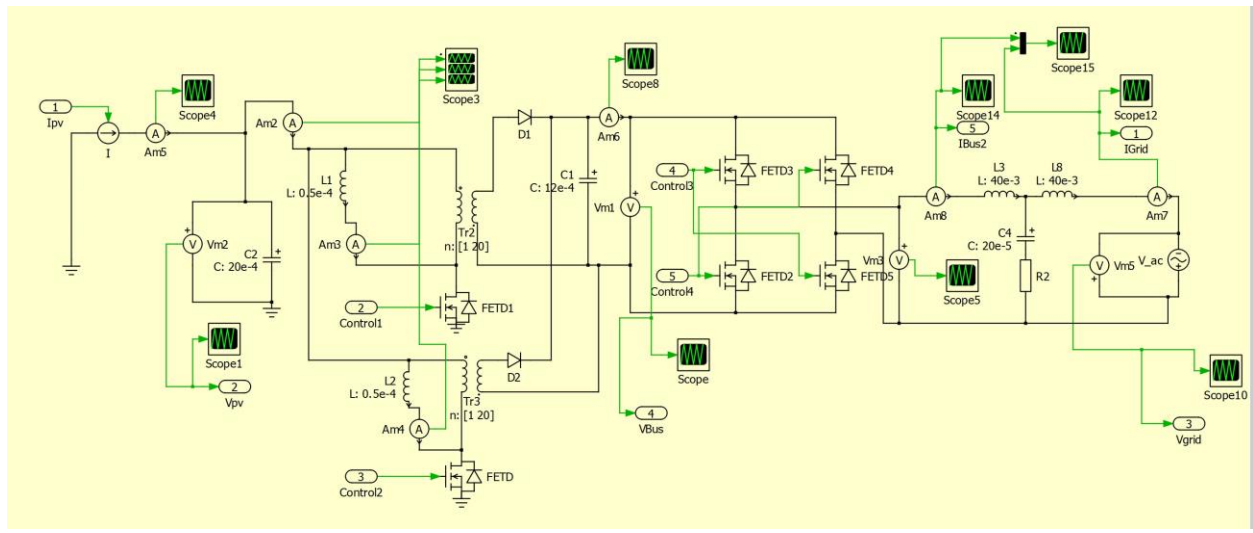 1
Ipv
I
A
Am5
Scope4
Am2
A
Scope3
L1
L: 0.5e-4
Am3
A
Tr2
n: [1 20]
D1
Scope8
A
Am6
C1
C: 12e-4
Vm1
V
V
Vm2
C2
C: 20e-4
Scope1
2
Vpv
2
Control1
FETD1
L2
L: 0.5e-4
Am4
A
Tr3
n: [1 20]
D2
3
Control2
FETD
4
Control3
5
Control4
FETD3
FETD4
FETD2
FETD5
Scope
4
VBus
Vm3
V
Scope5
A
Am8
Scope14
5
IBus2
Scope15
Scope12
1
IGrid
L3
L: 40e-3
L8
L: 40e-3
A
Am7
C4
C: 20e-5
R2
V
Vm5
V_ac
Scope10
3
Vgrid